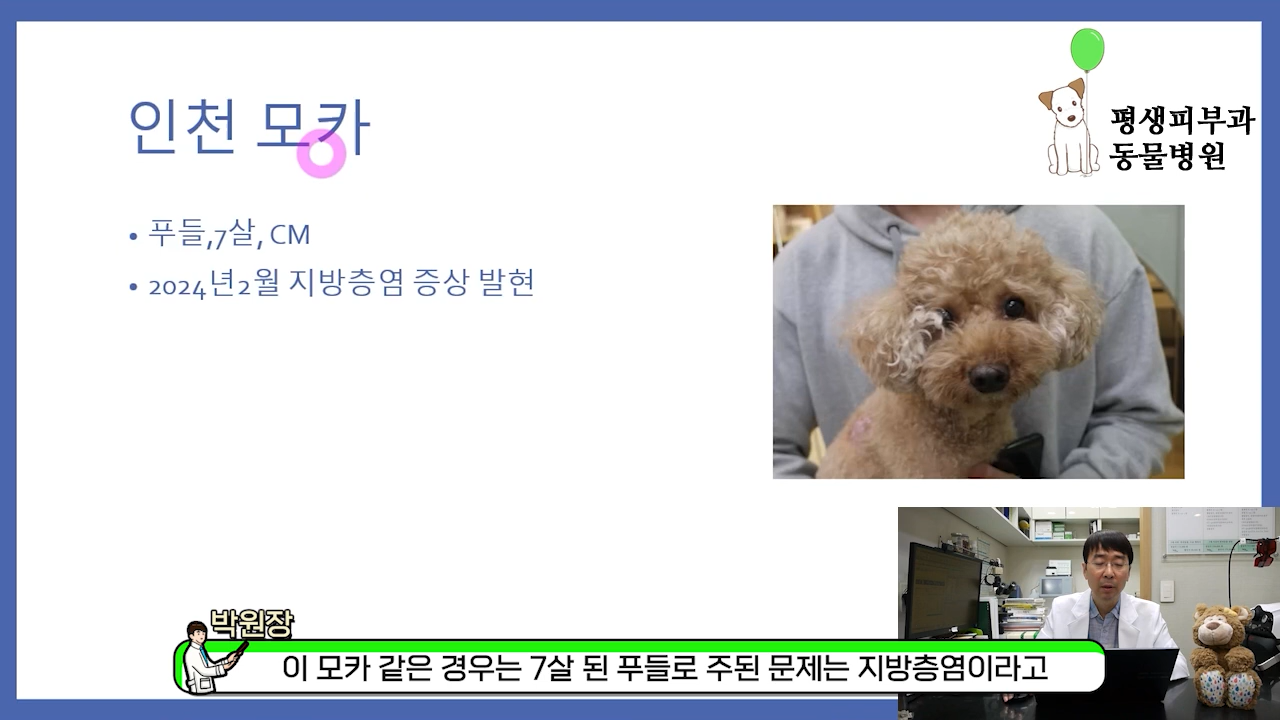 인천 모카
• 푸들,7살, CM
• 2024년2월 지방층염 증상 발현
평생피부과
동물병원
박원장
이 모카 같은 경우는 7살 된 푸들로 주된 문제는 지방층염이라고